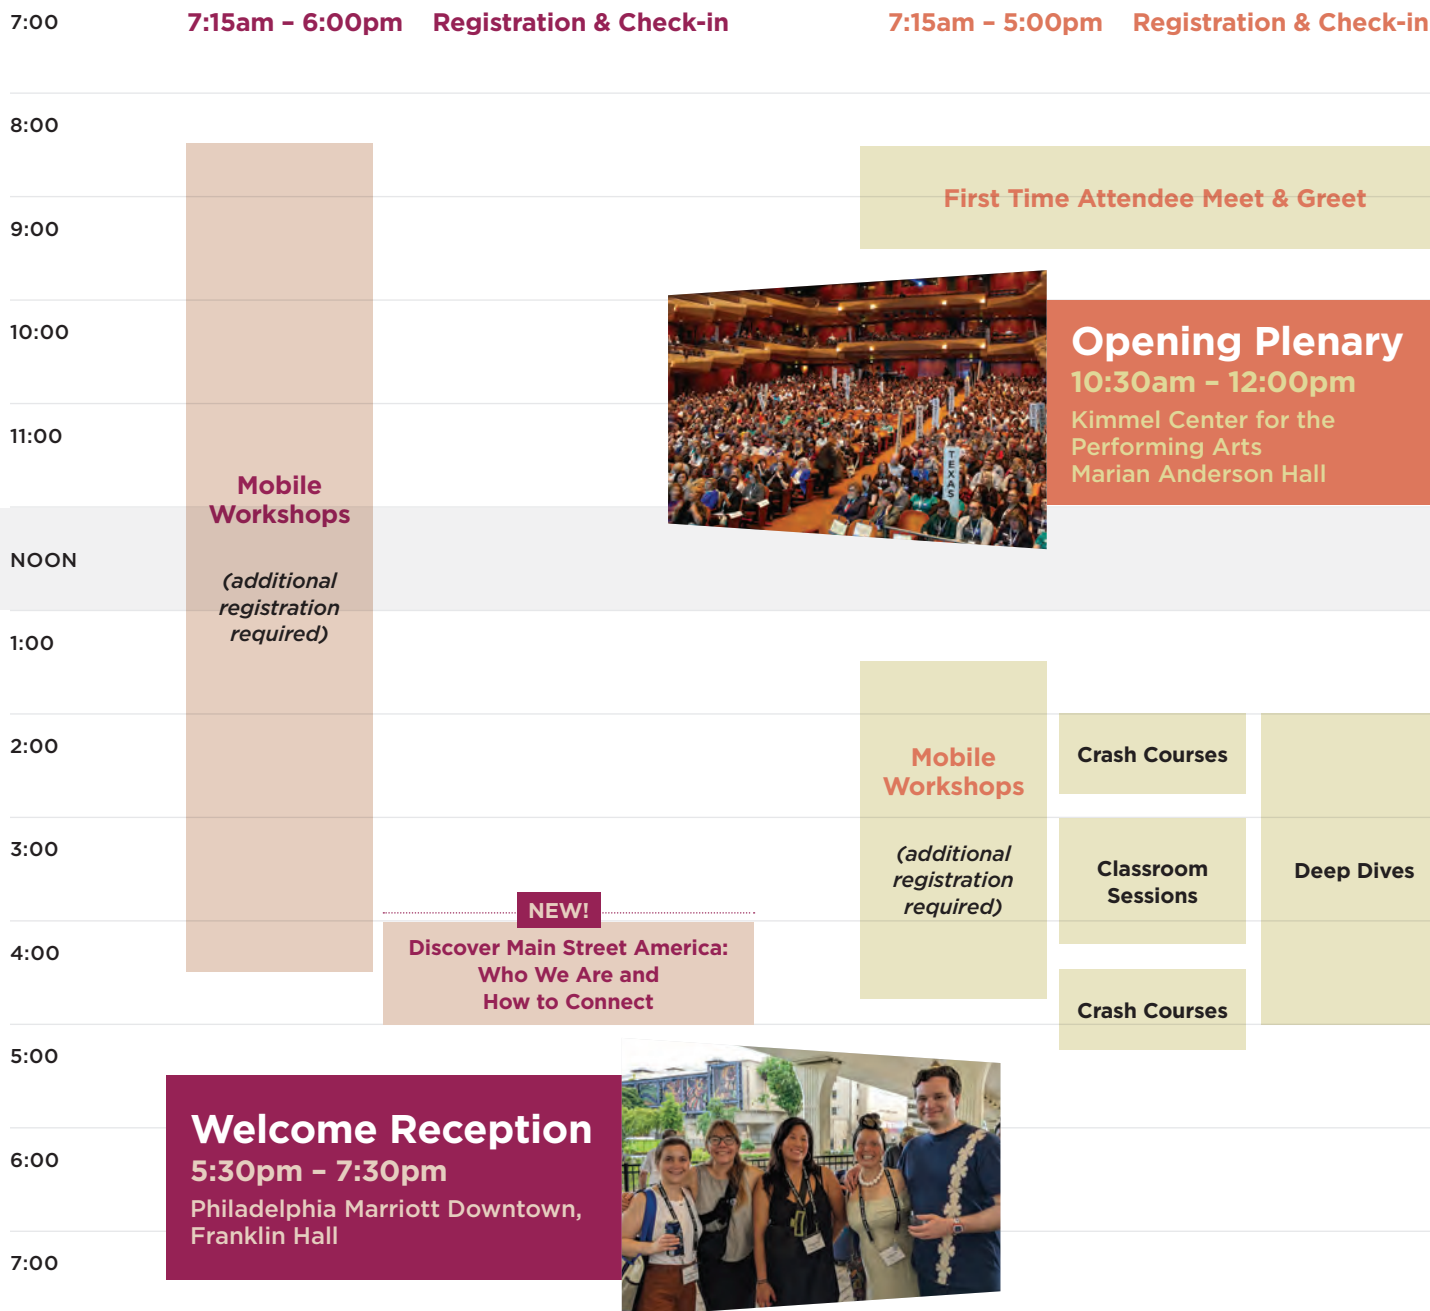 7:00
7:15am – 6:00pm Registration & Check-in
7:15am – 5:00pm Registration & Check-in
8:00
First Time Attendee Meet & Greet
9:00
10:00
Opening Plenary
10:30am – 12:00pm
Kimmel Center for the
Performing Arts
Marian Anderson Hall
11:00
TEXAS
Mobile
Workshops
(additional
registration
required)
NOON
1:00
2:00
Mobile
Workshops
(additional
registration
required)
Crash Courses
3:00
Classroom
Sessions
Deep Dives
NEW!
Discover Main Street America:
Who We Are and
How to Connect
4:00
Crash Courses
5:00
Welcome Reception
5:30pm – 7:30pm
Philadelphia Marriott Downtown,
Franklin Hall
6:00
7:00